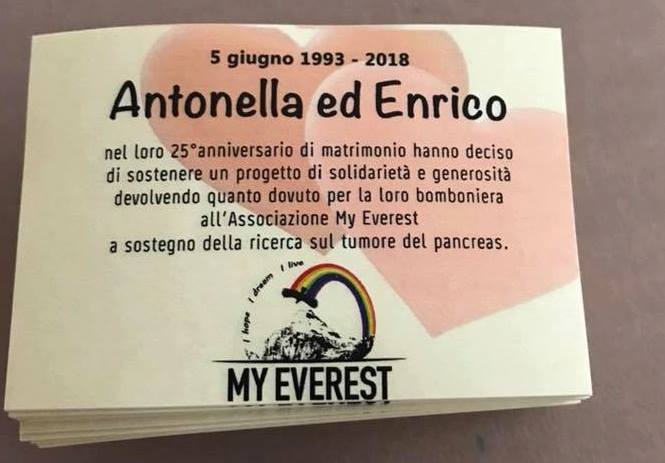 5 giugno 1993 - 2018
Antonella ed Enrico
nel loro 25°anniversario di matrimonio hanno deciso
di sostenere un progetto di solidarietà e generosità
devolvendo quanto dovuto per la loro bomboniera
all'Associazione My Everest
a sostegno della ricerca sul tumore del pancreas.
I hope I dream I live
MY EVEREST